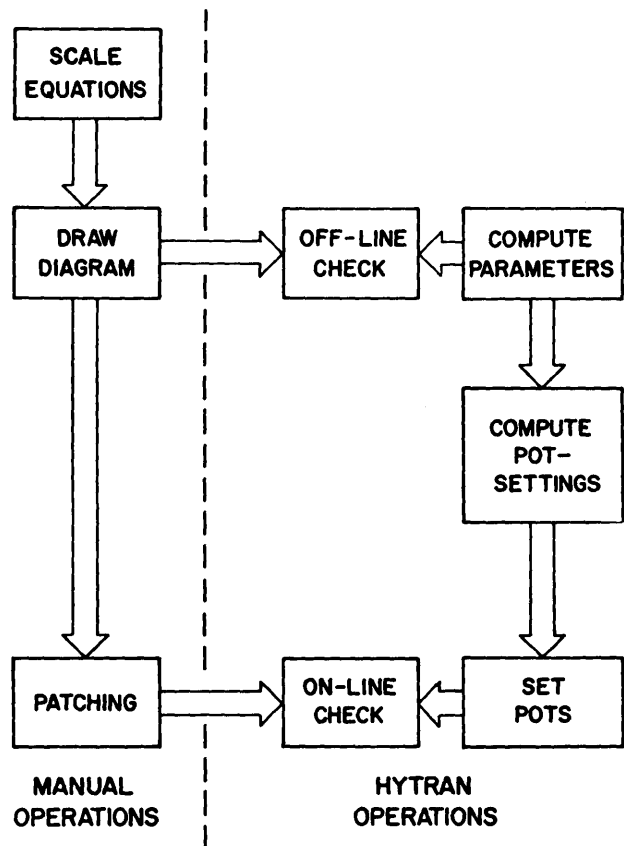 SCALE
EQUATIONS
DRAW
DIAGRAM
OFF-LINE
CHECK
COMPUTE
PARAMETERS
COMPUTE
POT-
SETTINGS
PATCHING
ON-LINE
CHECK
SET
POTS
MANUAL
OPERATIONS
HYTRAN
OPERATIONS